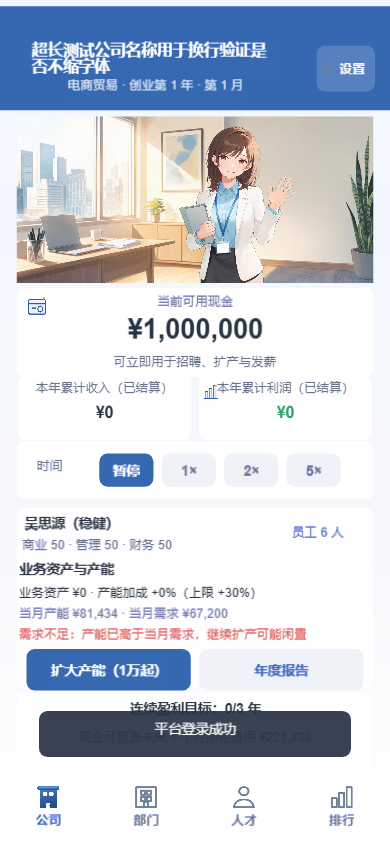 超长测试公司名称用于换行验证是
否不缩字体
电商贸易 · 创业第 1 年 · 第 1 月
设置
当前可用现金
¥1,000,000
可立即用于招聘、扩产与发薪
本年累计收入（已结算）
¥0
本年累计利润（已结算）
¥0
时间
暂停
1×
2×
5×
吴思源（稳健）
商业 50 · 管理 50 · 财务 50
员工 6 人
业务资产与产能
业务资产 ¥0 · 产能加成 +0%（上限 +30%）
当月产能 ¥81,434 · 当月需求 ¥67,200
需求不足：产能已高于当月需求，继续扩产可能闲置
扩大产能（1万起）
年度报告
连续盈利目标：0/3 年
平台登录成功
公司
部门
人才
排行